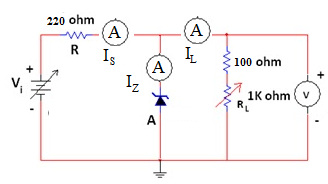 220 ohm
R
A
I_S
A
I_L
A
I_Z
100 ohm
V_i
+
-
A
R_L
1K ohm
+
V
-